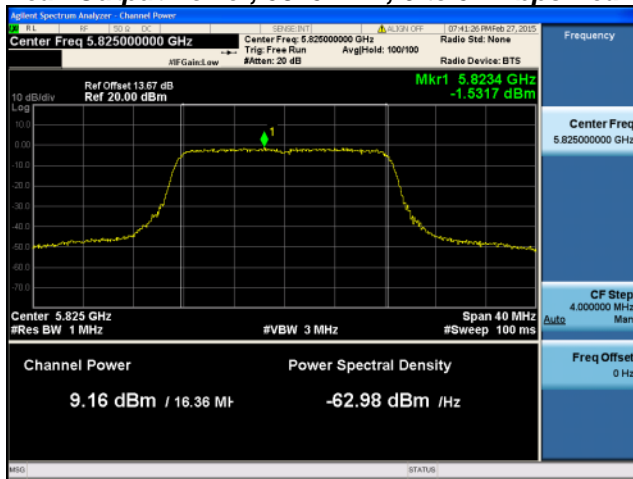 Agilent Spectrum Analyzer - Channel Power
RL RF 50 Ω DC SENSE:INT ALIGN OFF 07:41:26 PM Feb 27, 2015
Center Freq 5.825000000 GHz Center Freq: 5.825000000 GHz Radio Std: None Frequency
Trig: Free Run Avg|Hold: 100/100
#IFGain:Low #Atten: 20 dB Radio Device: BTS
Ref Offset 13.67 dB Mkr1 5.8234 GHz
10 dB/div Ref 20.00 dBm -1.5317 dBm
Log
10.0
0.00
-10.0
-20.0
-30.0
-40.0
-50.0
-60.0
-70.0
1
Center Freq
5.825000000 GHz
Center 5.825 GHz Span 40 MHz
#Res BW 1 MHz #VBW 3 MHz #Sweep 100 ms
CF Step
4.000000 MHz
Auto Man
Channel Power Power Spectral Density
9.16 dBm / 16.36 MH -62.98 dBm /Hz
Freq Offset
0 Hz
MSG STATUS